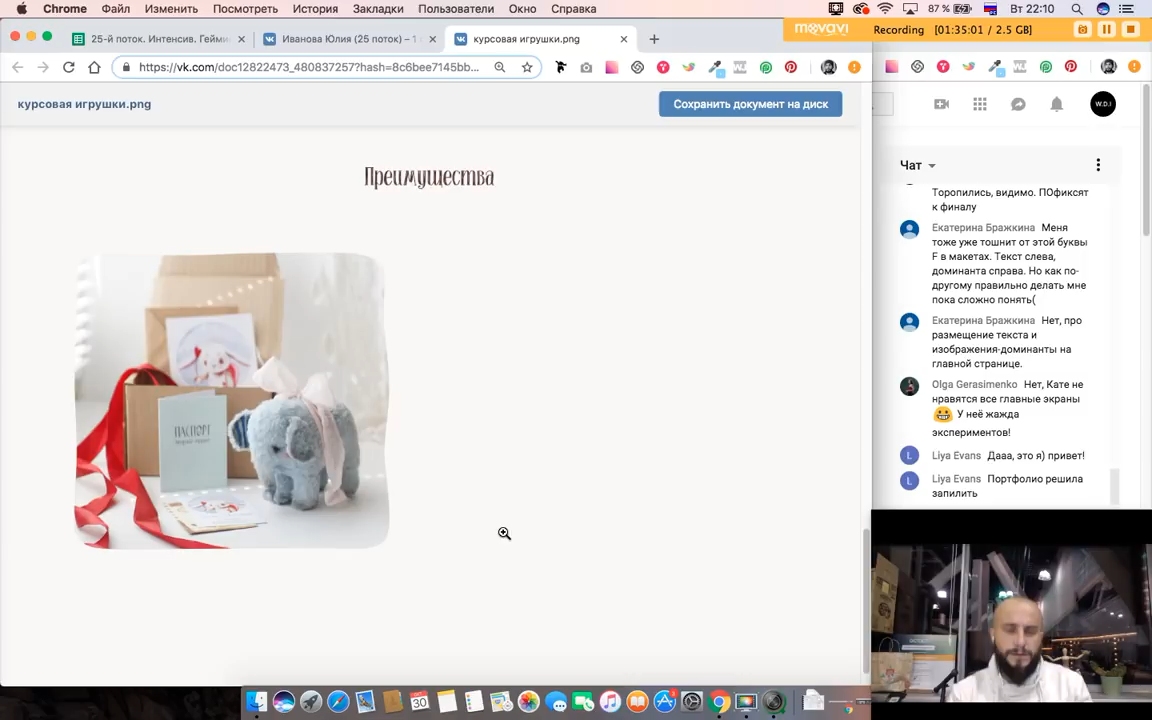 Chrome Файл Изменить Посмотреть История Закладки Пользователи Окно Справка
87 % Вт 22:10
25-й поток. Интенсив. Гейми
Иванова Юлия (25 поток) – 1
курсовая игрушки.png
movavi
Recording [01:35:01 / 2.5 GB]
https://vk.com/doc12822473_480837257?hash=8c6bee7145bb...
курсовая игрушки.png
Сохранить документ на диск
W.D.I
Преимущества
ПАСПОРТ
Чат
Торопились, видимо. ПОфиксят
к финалу
Екатерина Бражкина Меня
тоже уже тошнит от этой буквы
F в макетах. Текст слева,
доминанта справа. Но как по-
другому правильно делать мне
пока сложно понять(
Екатерина Бражкина Нет, про
размещение текста и
изображения-доминанты на
главной странице.
Olga Gerasimenko Нет, Кате не
нравятся все главные экраны
У неё жажда
экспериментов!
L Liya Evans Дааа, это я) привет!
L Liya Evans Портфолио решила
запилить
30